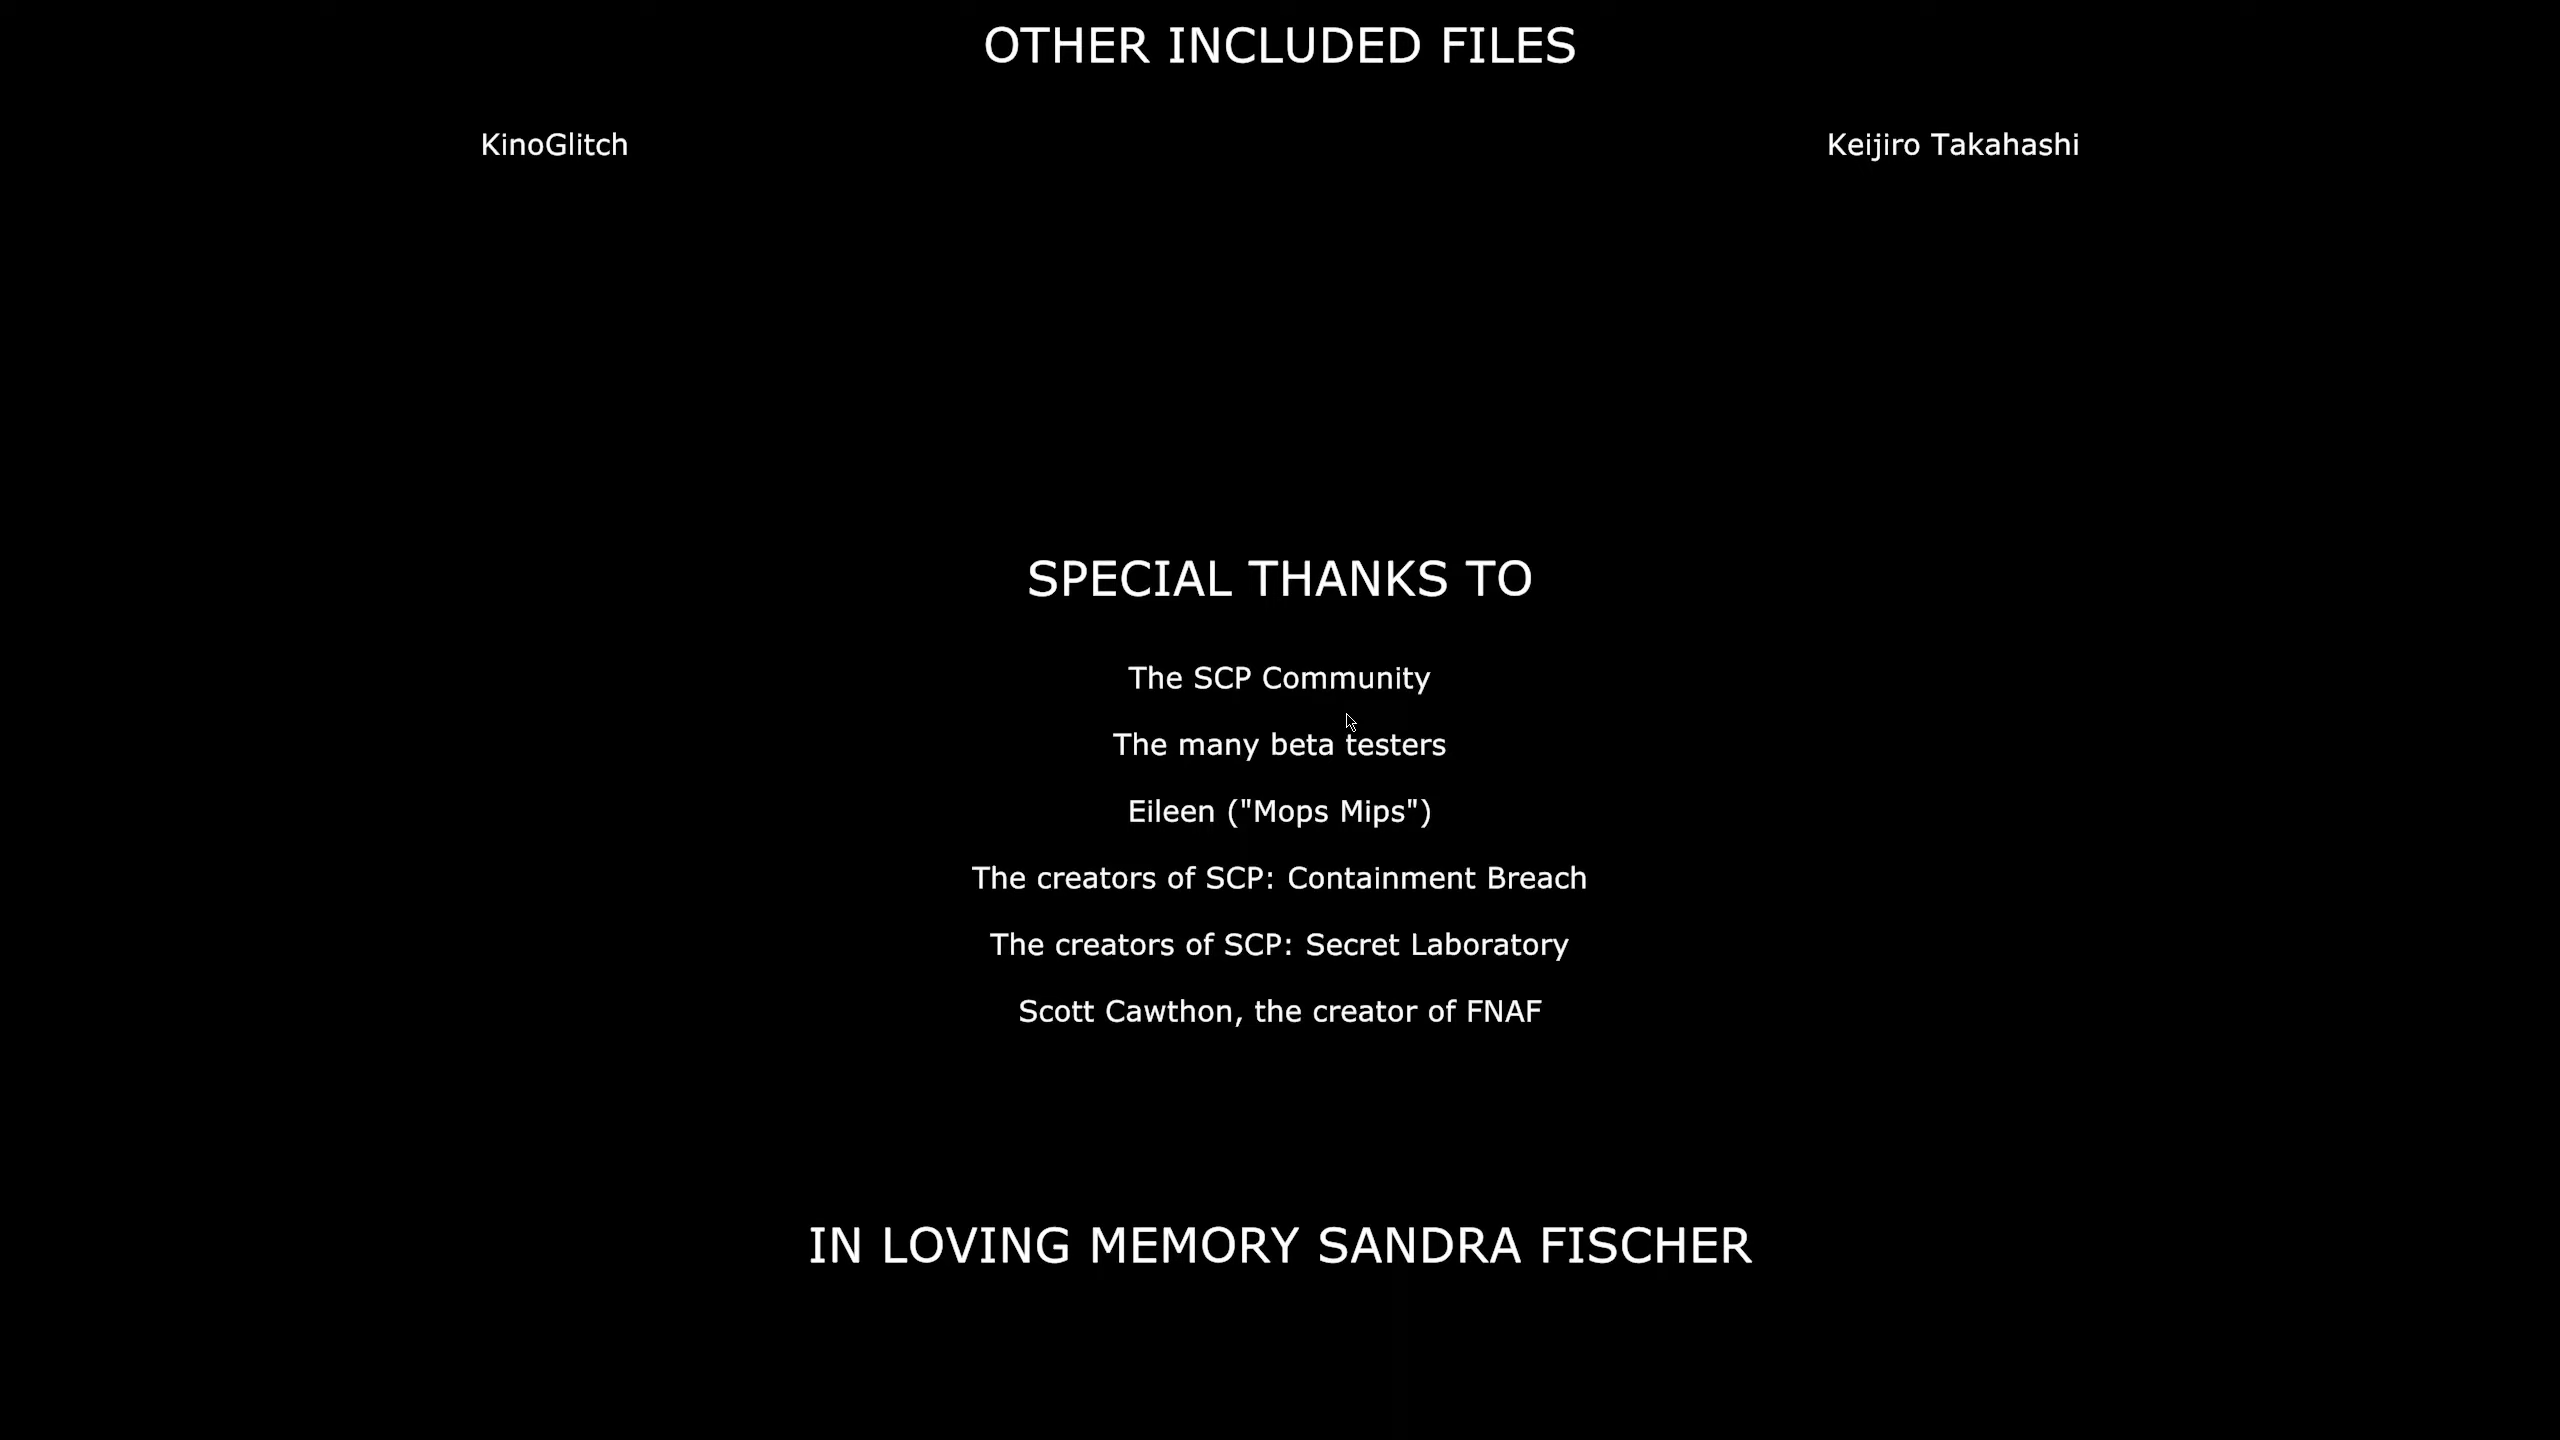 OTHER INCLUDED FILES
KinoGlitch Keijiro Takahashi
SPECIAL THANKS TO
The SCP Community
The many beta testers
Eileen ("Mops Mips")
The creators of SCP: Containment Breach
The creators of SCP: Secret Laboratory
Scott Cawthon, the creator of FNAF
IN LOVING MEMORY SANDRA FISCHER